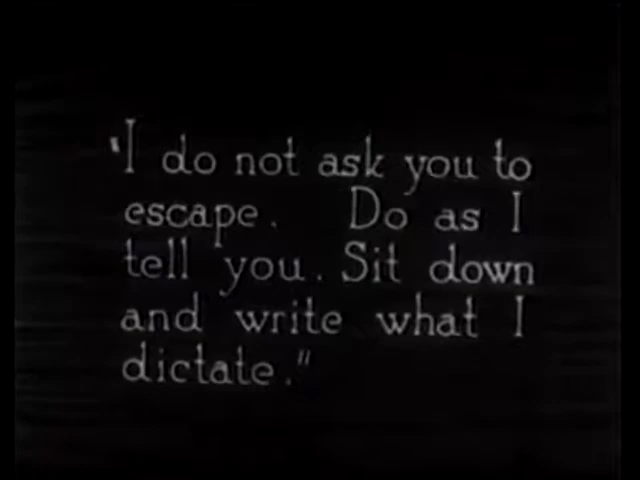 "I do not ask you to
escape. Do as I
tell you. Sit down
and write what I
dictate."